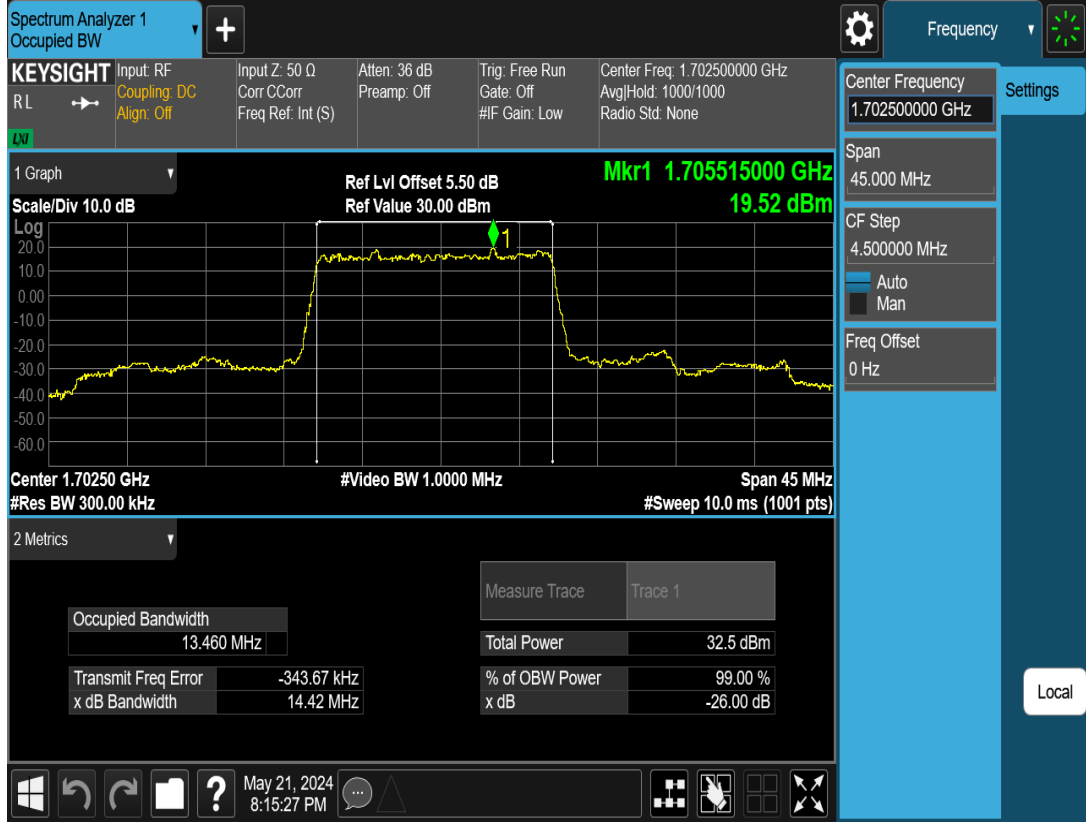 Spectrum Analyzer 1
Occupied BW
+
Frequency
KEYSIGHT
RL
LXI
Input: RF
Coupling: DC
Align: Off
Input Z: 50 Ω
Corr CCorr
Freq Ref: Int (S)
Atten: 36 dB
Preamp: Off
Trig: Free Run
Gate: Off
#IF Gain: Low
Center Freq: 1.702500000 GHz
Avg|Hold: 1000/1000
Radio Std: None
Center Frequency
1.702500000 GHz
Settings
Span
45.000 MHz
CF Step
4.500000 MHz
Auto
Man
Freq Offset
0 Hz
Local
1 Graph
Ref Lvl Offset 5.50 dB
Mkr1 1.705515000 GHz
Scale/Div 10.0 dB
Ref Value 30.00 dBm
19.52 dBm
Log
1
20.0
10.0
0.00
-10.0
-20.0
-30.0
-40.0
-50.0
-60.0
Center 1.70250 GHz
#Video BW 1.0000 MHz
Span 45 MHz
#Res BW 300.00 kHz
#Sweep 10.0 ms (1001 pts)
2 Metrics
Measure Trace
Trace 1
Occupied Bandwidth
13.460 MHz
Total Power
32.5 dBm
Transmit Freq Error
-343.67 kHz
% of OBW Power
99.00 %
x dB Bandwidth
14.42 MHz
x dB
-26.00 dB
?
May 21, 2024
8:15:27 PM